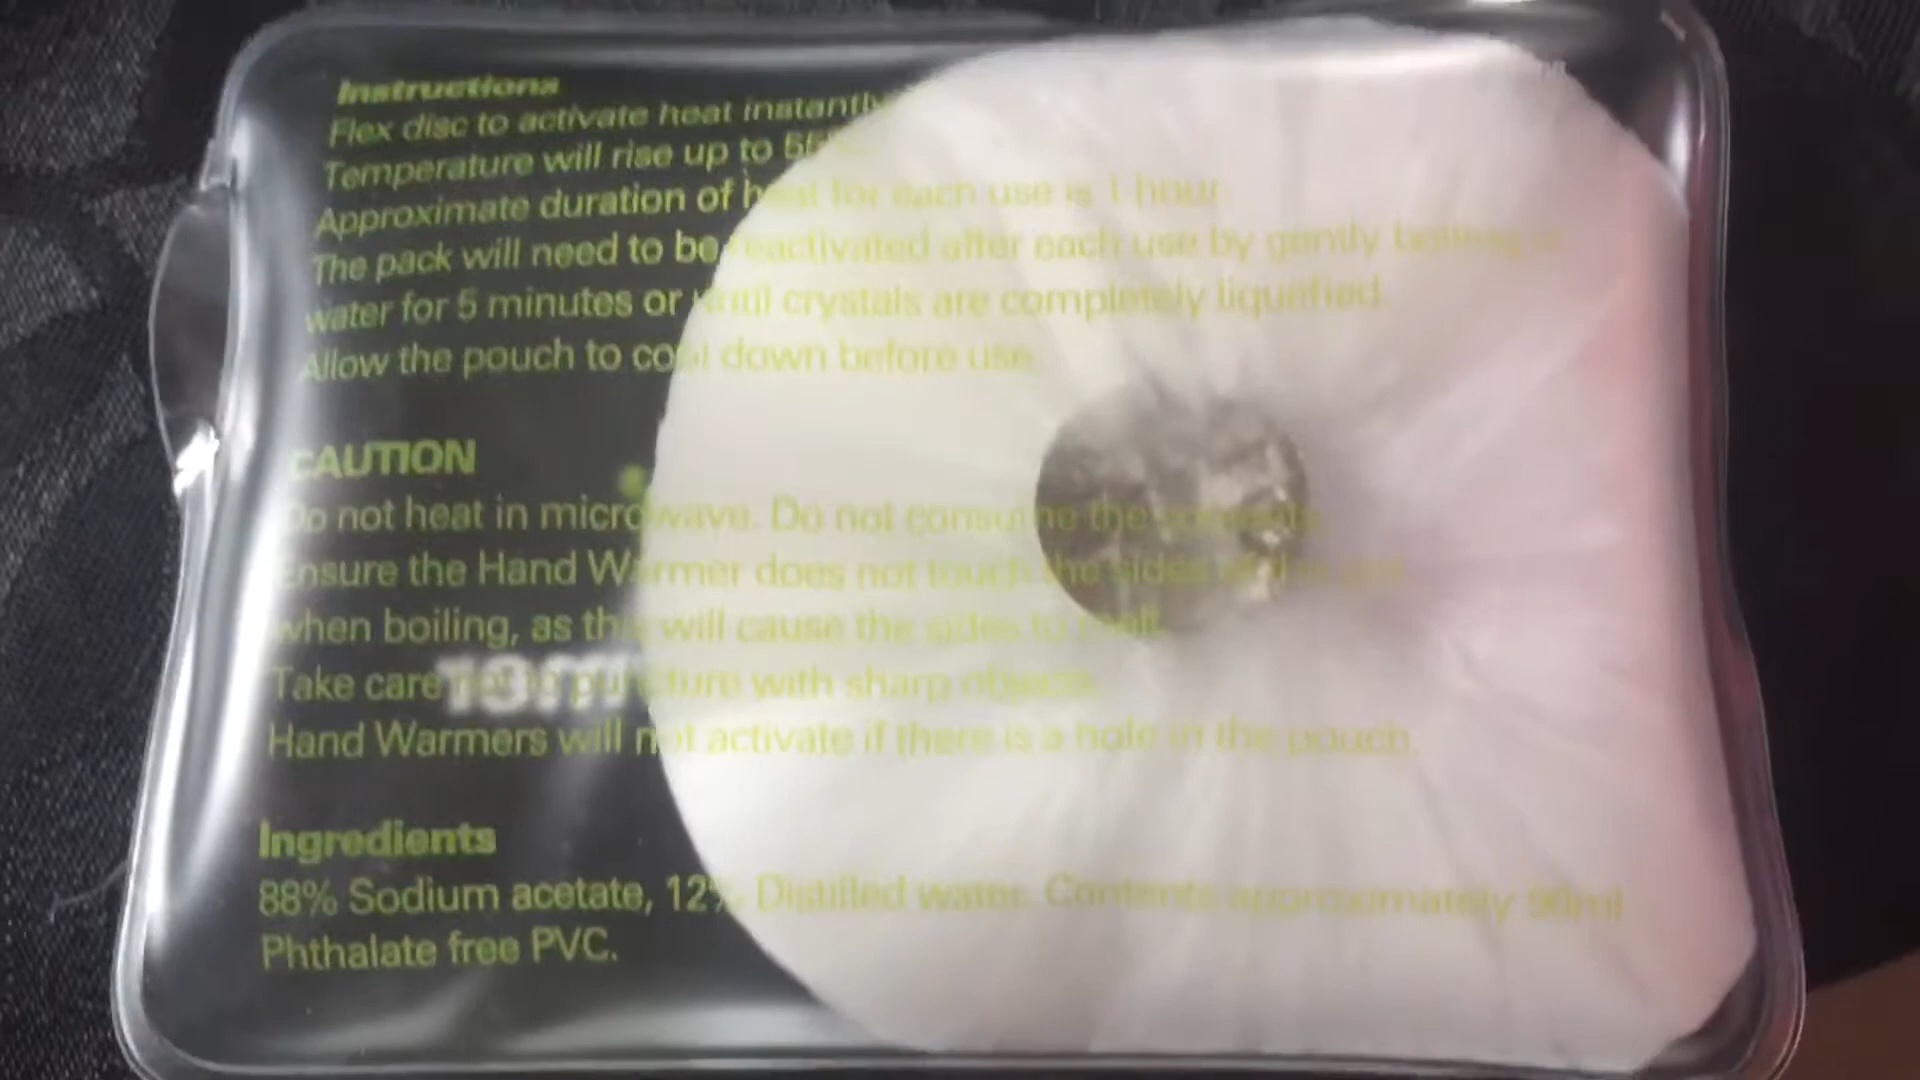 Instructions
Flex disc to activate heat instantly
Temperature will rise up to
Approximate duration of heat for each use is 1 hour
The pack will need to be reactivated after each use by gently boiling
water for 5 minutes or until crystals are completely liquefied.
Allow the pouch to cool down before use.
CAUTION
Do not heat in microwave. Do not consume the contents
Ensure the Hand Warmer does not touch the sides of the
when boiling, as this will cause the sides to melt
Take care not to puncture with sharp objects.
Hand Warmers will not activate if there is a hole in the pouch.
Ingredients
88% Sodium acetate, 12% Distilled water. Contents approximately 90ml
Phthalate free PVC.